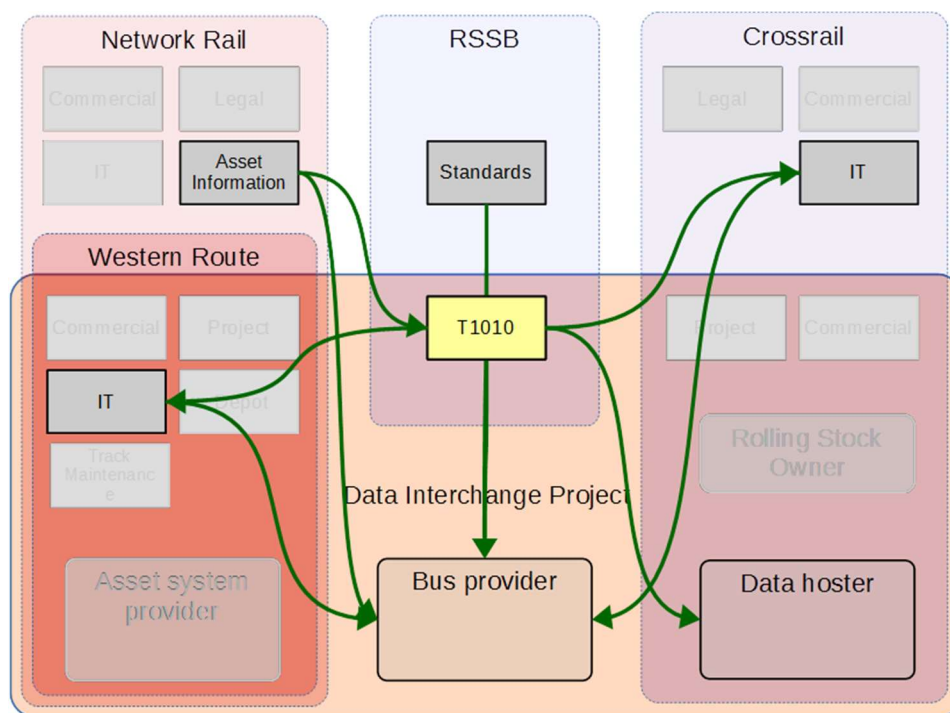 Network Rail
RSSB
Crossrail
Commercial
Legal
Legal
Commercial
IT
Asset
Information
Standards
IT
Western Route
Commercial
Project
T1010
Project
Commercial
IT
Depot
Rolling Stock
Owner
Track
Maintenanc
e
Data Interchange Project
Asset system
provider
Bus provider
Data hoster